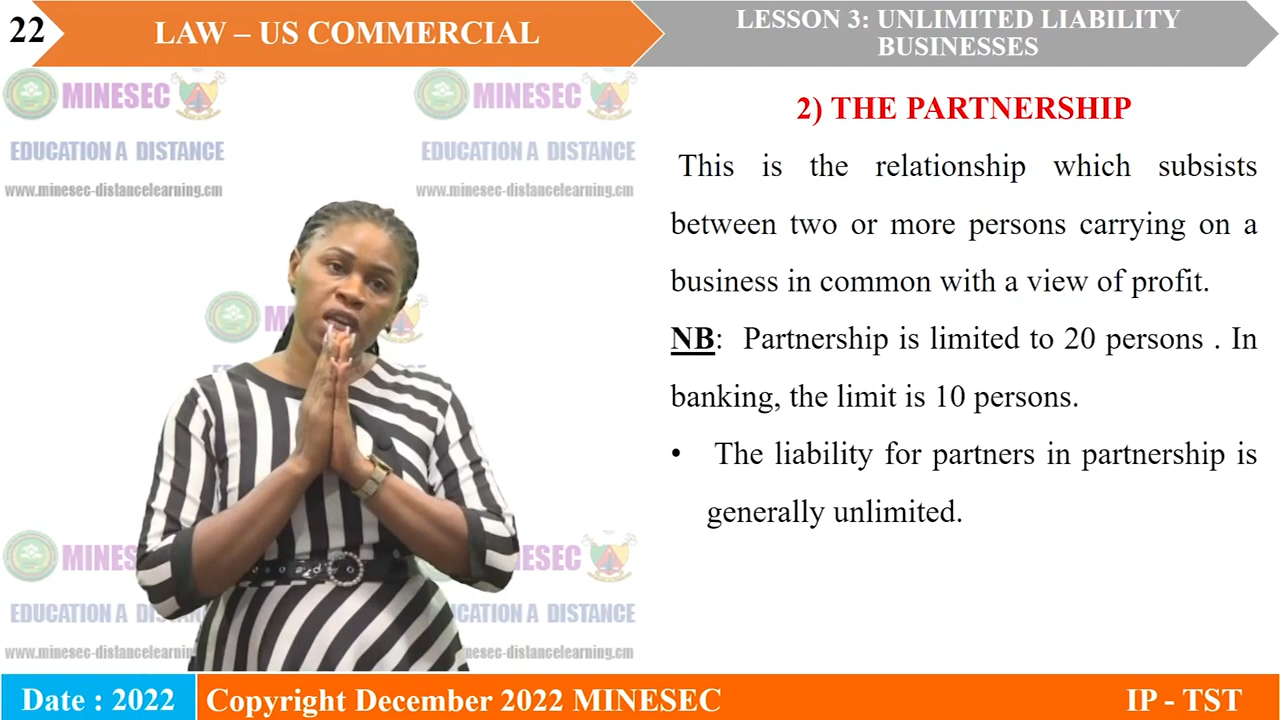 22
LAW – US COMMERCIAL
LESSON 3: UNLIMITED LIABILITY
BUSINESSES
MINESEC
MINESEC
EDUCATION A DISTANCE
EDUCATION A DISTANCE
www.minesec-distancelearning.cm
www.minesec-distancelearning.cm
2) THE PARTNERSHIP
This is the relationship which subsists
between two or more persons carrying on a
business in common with a view of profit.
NB: Partnership is limited to 20 persons . In
banking, the limit is 10 persons.
• The liability for partners in partnership is
generally unlimited.
Date : 2022
Copyright December 2022 MINESEC
IP - TST